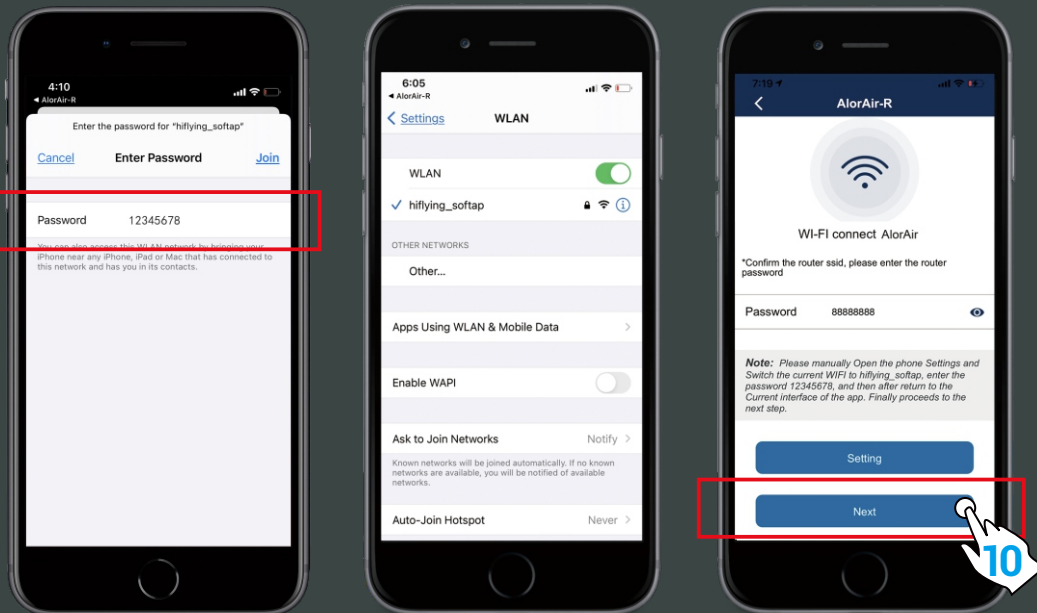 4:10
AlorAir-R
Enter the password for "hiflying_softap"
Cancel
Enter Password
Join
Password 12345678
You can also access this WLAN network by bringing your
iPhone near any iPhone, iPad or Mac that has connected to
this network and has you in its contacts.
6:05
AlorAir-R
Settings
WLAN
WLAN
hiflying_softap
OTHER NETWORKS
Other...
Apps Using WLAN & Mobile Data
Enable WAPI
Ask to Join Networks Notify
Known networks will be joined automatically. If no known
networks are available, you will be notified of available
networks.
Auto-Join Hotspot Never
7:19
AlorAir-R
WI-FI connect AlorAir
*Confirm the router ssid, please enter the router
password
Password 88888888
Note: Please manually Open the phone Settings and
Switch the current WIFI to hiflying_softap, enter the
password 12345678, and then after return to the
Current interface of the app. Finally proceeds to the
next step.
Setting
Next
10